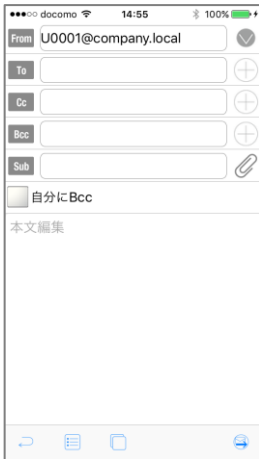 docomo 14:55 100%
From U0001@company.local
To
Cc
Bcc
Sub
自分にBcc
本文編集